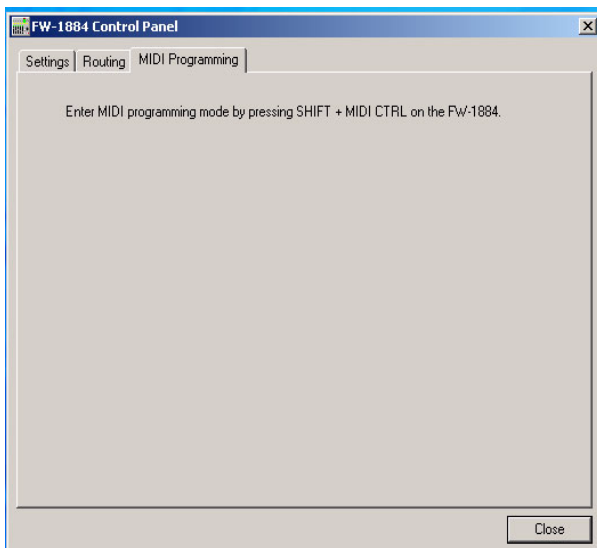 FW-1884 Control Panel
Settings Routing MIDI Programming
Enter MIDI programming mode by pressing SHIFT + MIDI CTRL on the FW-1884.
Close